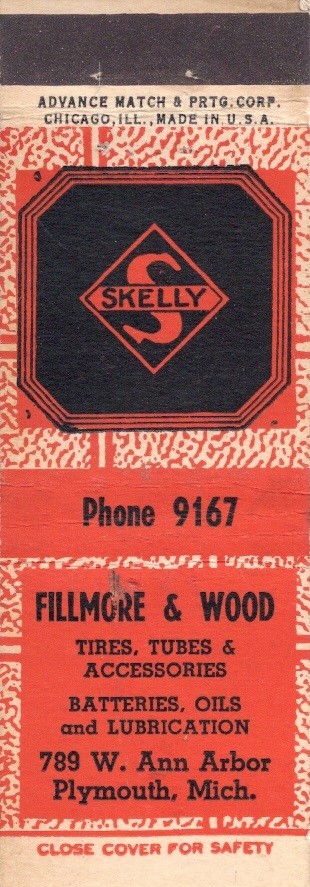 ADVANCE MATCH & PRTG. CORP.
CHICAGO, ILL., MADE IN U.S.A.
S
SKELLY
Phone 9167
FILLMORE & WOOD
TIRES, TUBES &
ACCESSORIES
BATTERIES, OILS
and LUBRICATION
789 W. Ann Arbor
Plymouth, Mich.
CLOSE COVER FOR SAFETY